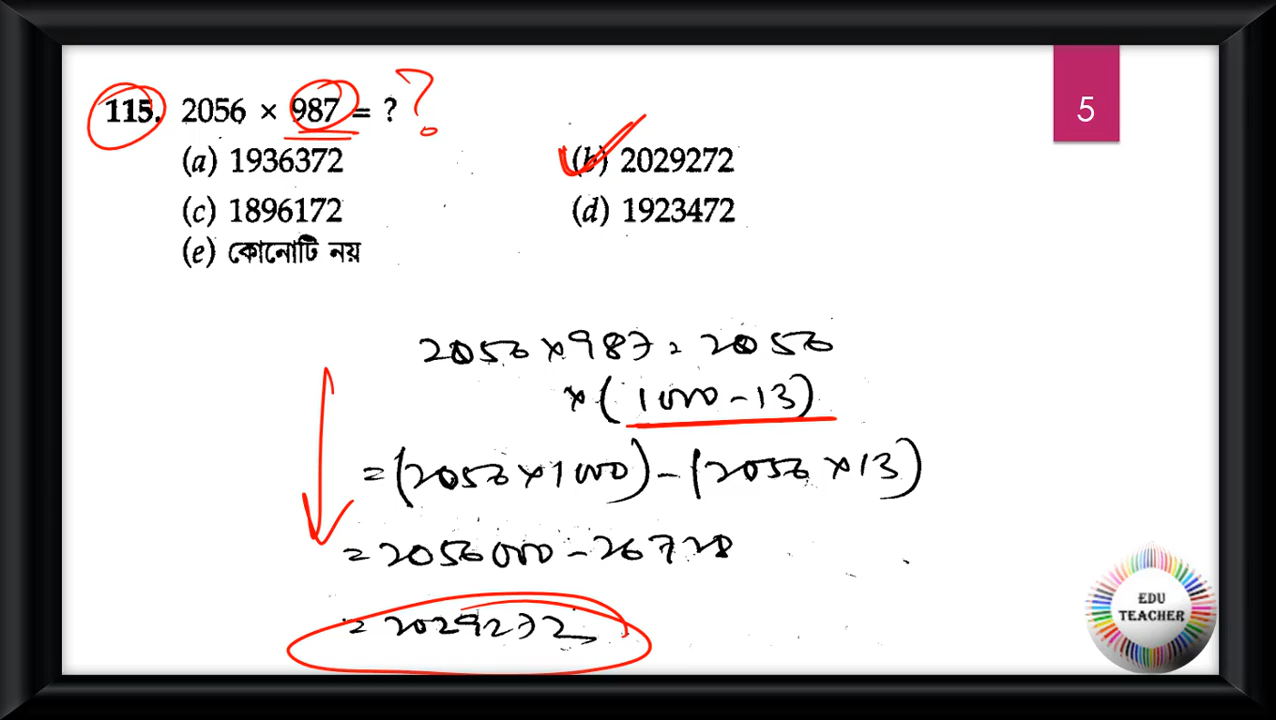 5
115. 2056 × 987 = ? ?
(a) 1936372 (b) 2029272
(c) 1896172 (d) 1923472
(e) কোনোটি নয়
2056 × 987 = 2056
× (1000 - 13)
= (2056 × 1000) - (2056 × 13)
= 2056000 - 26728
= 2029272
EDU
TEACHER